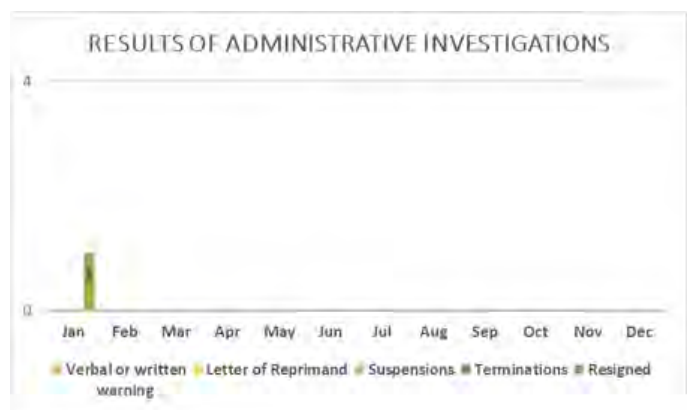 RESULTS OF ADMINISTRATIVE INVESTIGATIONS
4
0
Jan Feb Mar Apr May Jun Jul Aug Sep Oct Nov Dec
Verbal or written Letter of Reprimand Suspensions Terminations Resigned
warning